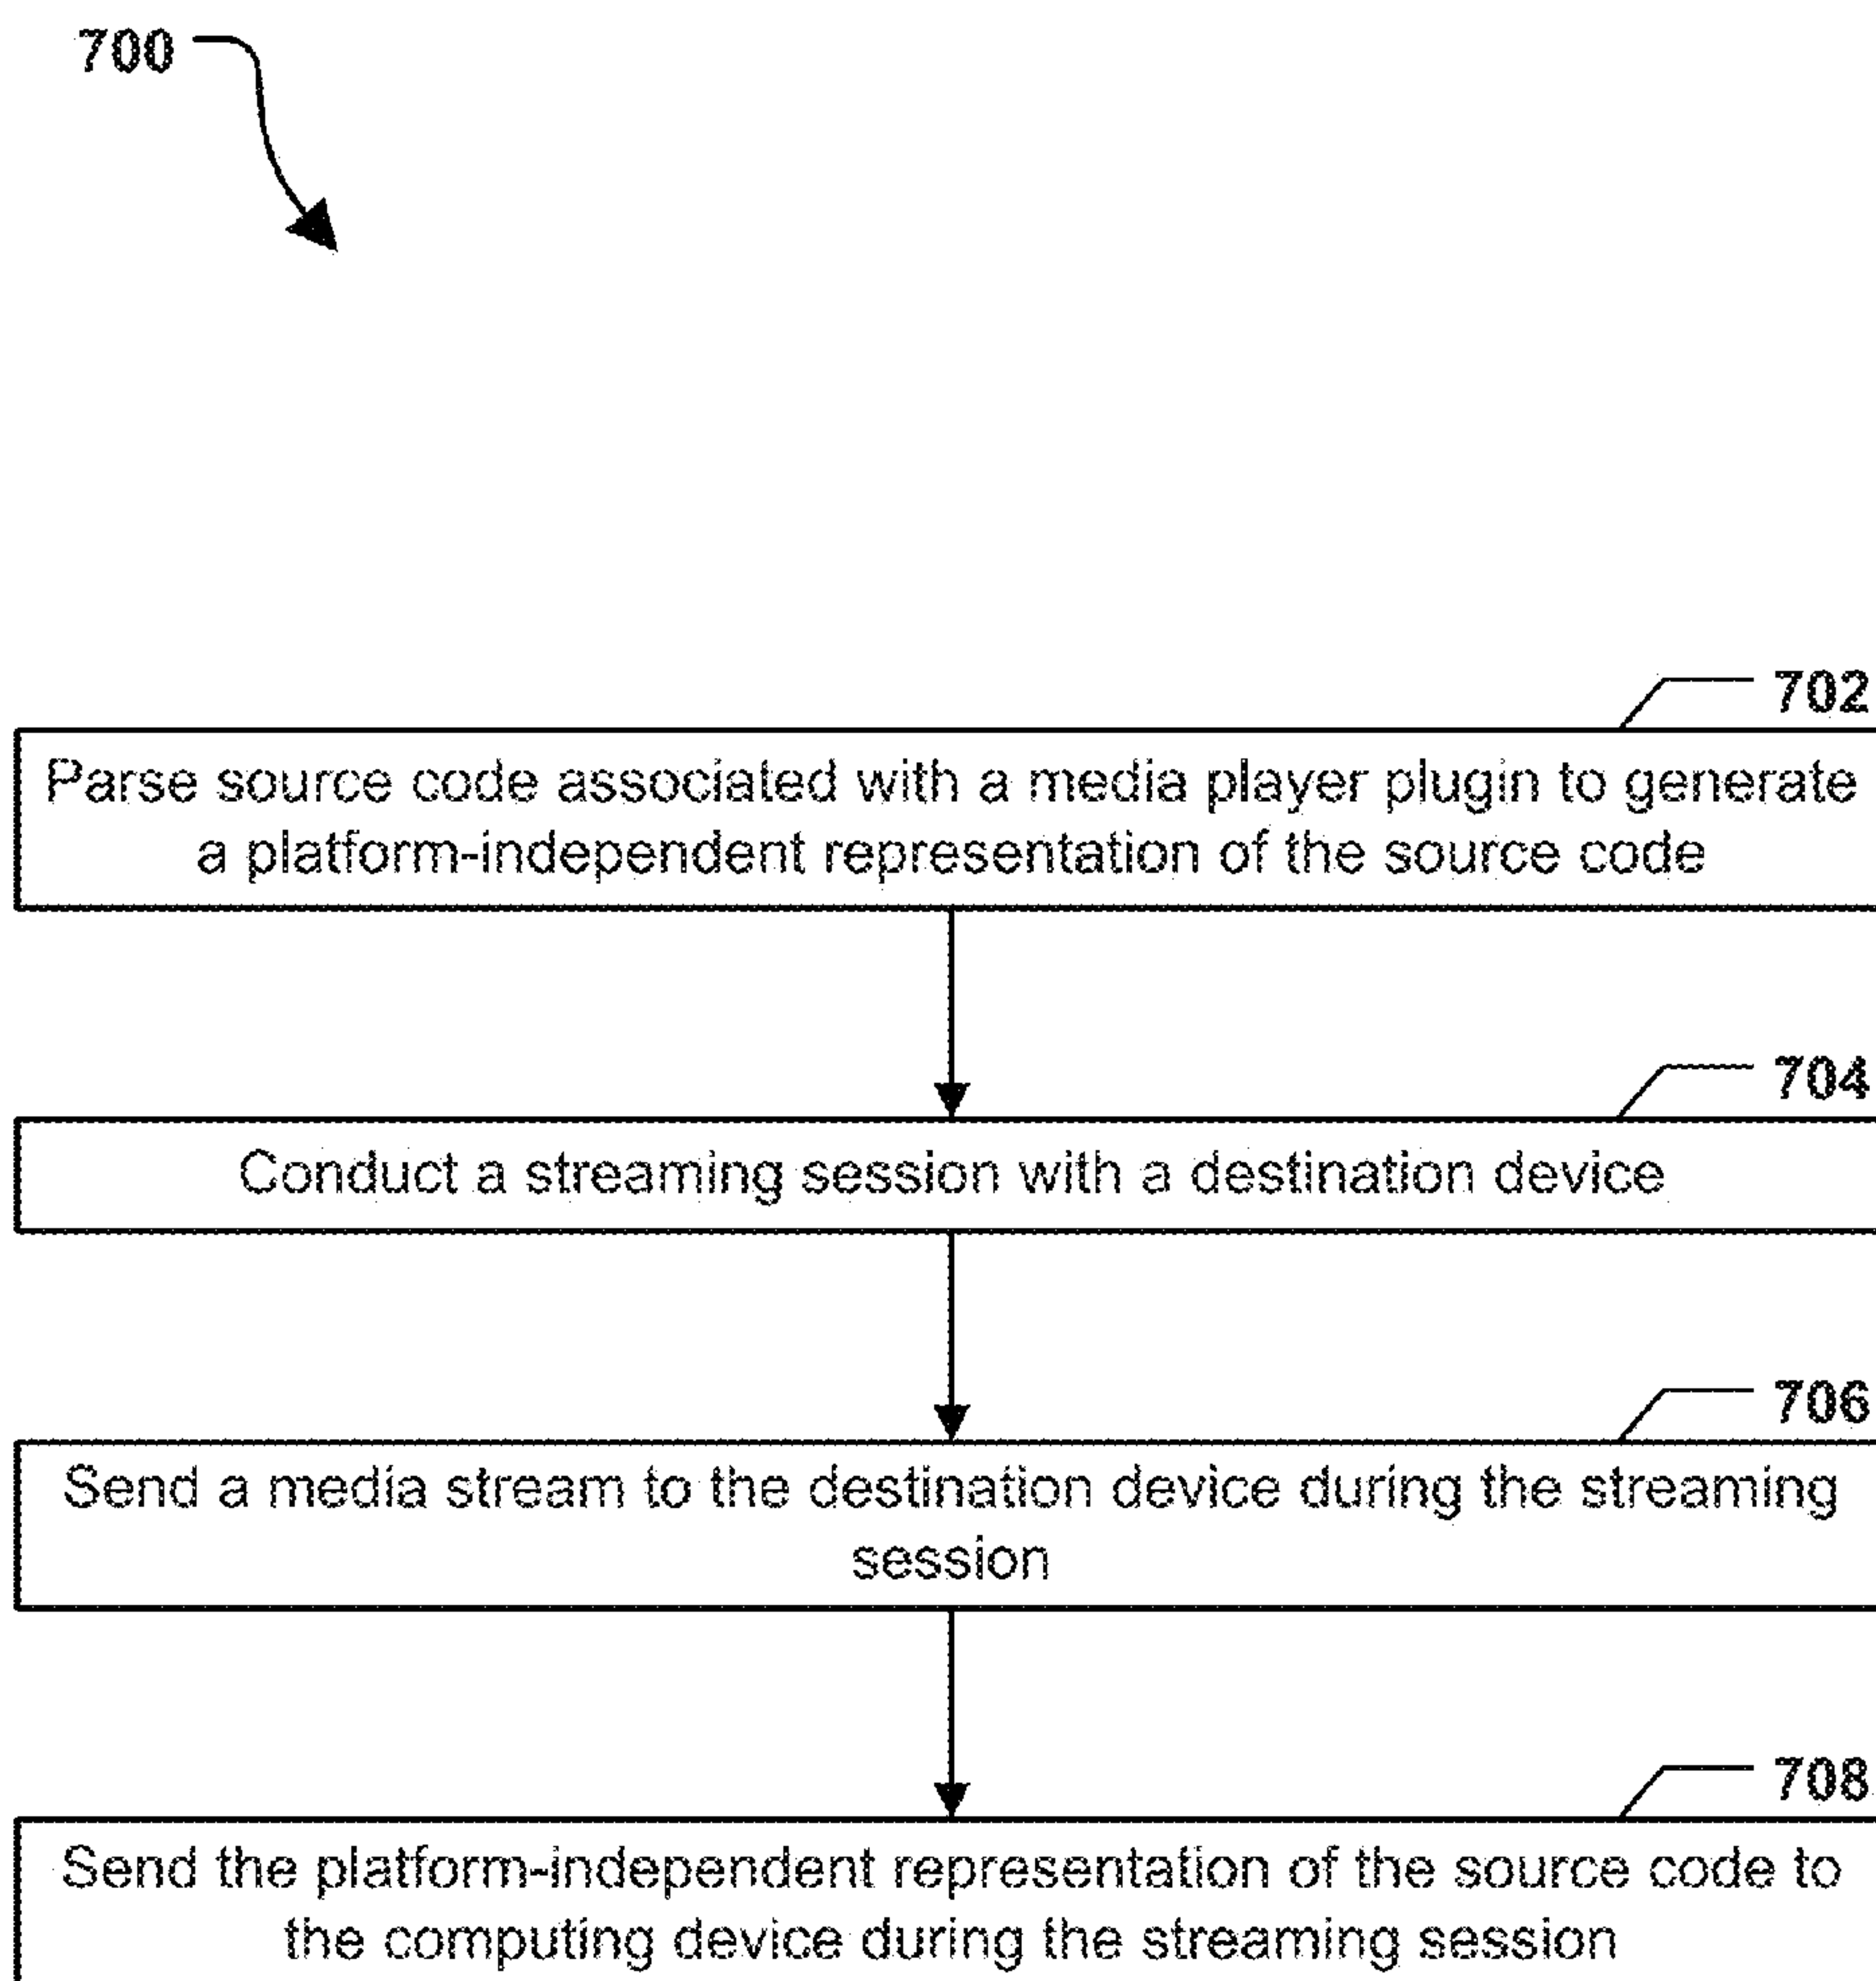 700
702
Parse source code associated with a media player plugin to generate
a platform-independent representation of the source code
704
Conduct a streaming session with a destination device
706
Send a media stream to the destination device during the streaming
session
708
Send the platform-independent representation of the source code to
the computing device during the streaming session